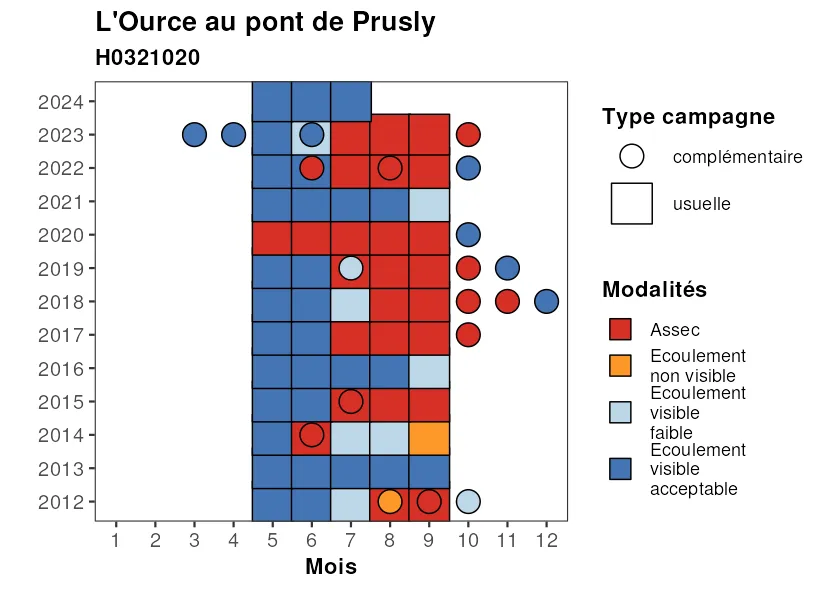 L'Ource au pont de Prusly
H0321020
2024
2023
2022
2021
2020
2019
2018
2017
2016
2015
2014
2013
2012
1 2 3 4 5 6 7 8 9 10 11 12
Mois
Type campagne
complémentaire
usuelle
Modalités
Assec
Ecoulement
non visible
Ecoulement
visible
faible
Ecoulement
visible
acceptable